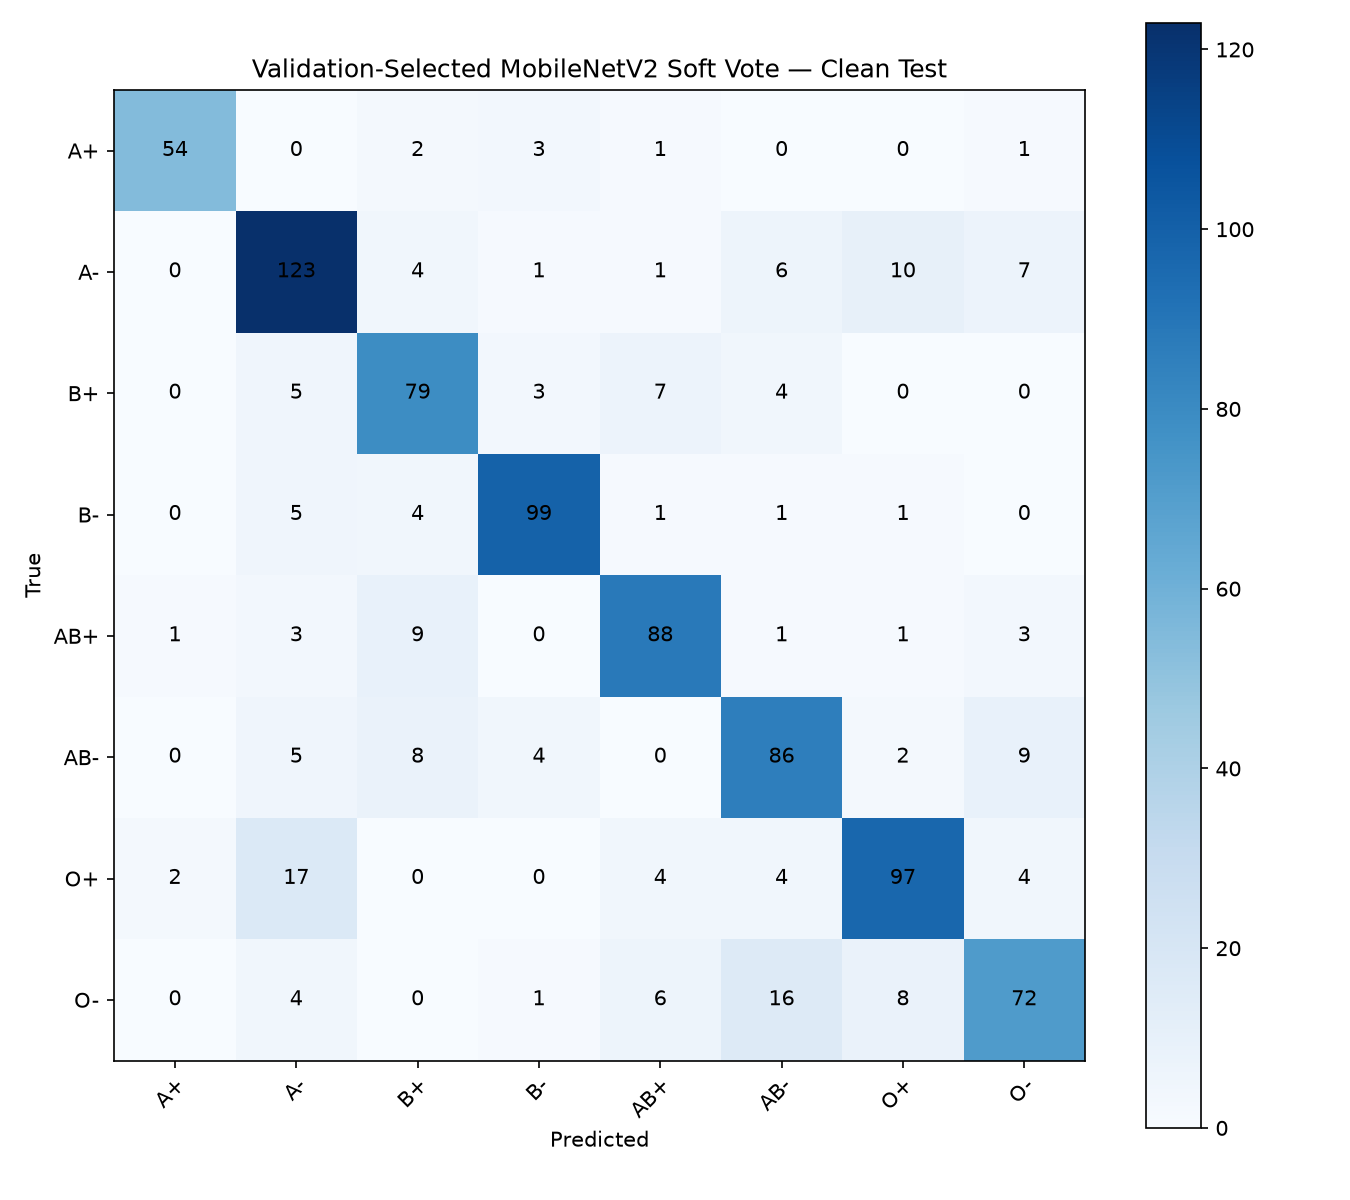 Validation-Selected MobileNetV2 Soft Vote — Clean Test
A+ 54 0 2 3 1 0 0 1
A- 0 123 4 1 1 6 10 7
B+ 0 5 79 3 7 4 0 0
B- 0 5 4 99 1 1 1 0
AB+ 1 3 9 0 88 1 1 3
AB- 0 5 8 4 0 86 2 9
O+ 2 17 0 0 4 4 97 4
O- 0 4 0 1 6 16 8 72
A+ A- B+ B- AB+ AB- O+ O-
Predicted
True
120
100
80
60
40
20
0